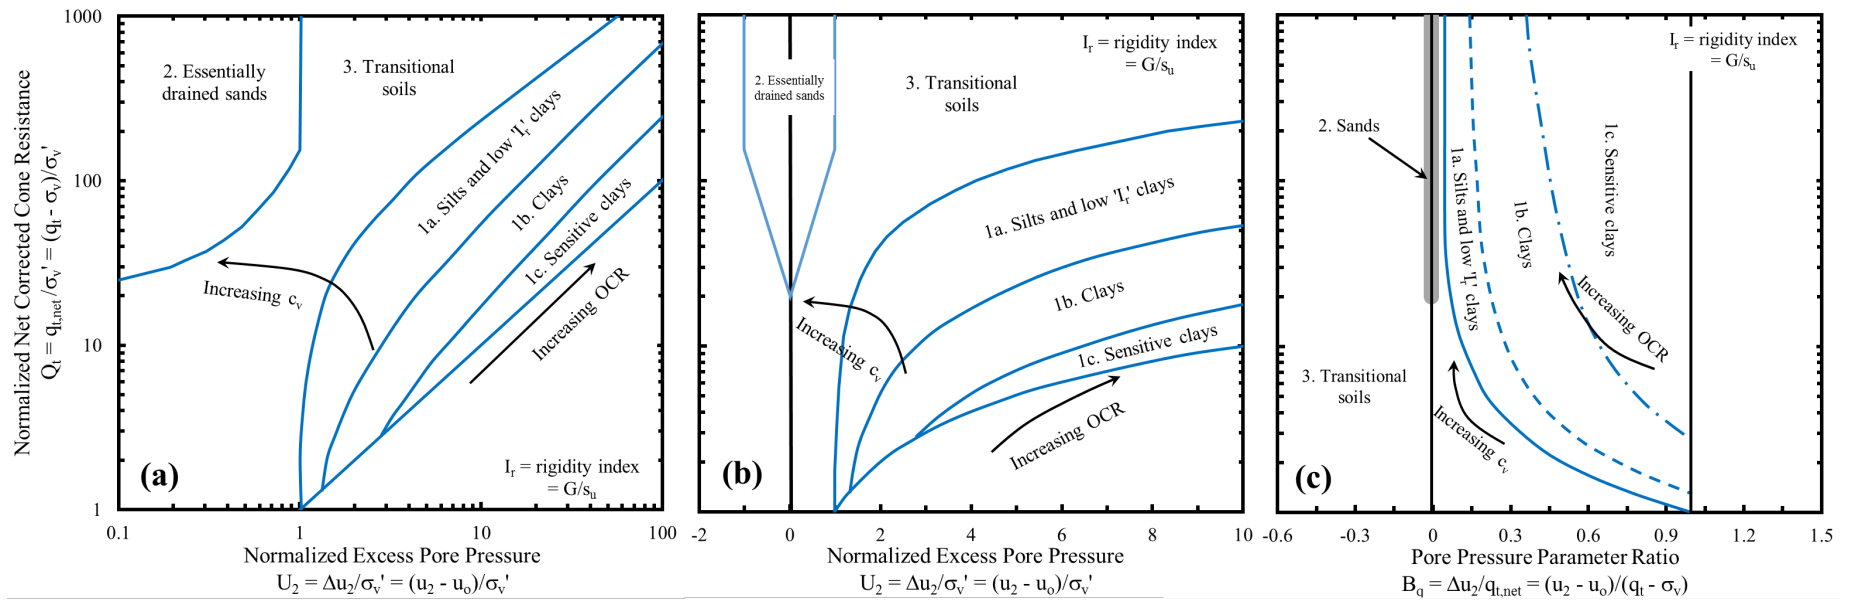 Normalized Net Corrected Cone Resistance
Qt = qt,net/σv' = (qt - σv)/σv'
1000
100
10
1
2. Essentially
drained sands
3. Transitional
soils
1a. Silts and low 'Ir' clays
1b. Clays
1c. Sensitive clays
Increasing cv
Increasing OCR
(a)
Ir = rigidity index
= G/su
0.1
1
10
100
Normalized Excess Pore Pressure
U2 = Δu2/σv' = (u2 - uo)/σv'
Ir = rigidity index
= G/su
2. Essentially
drained sands
3. Transitional
soils
1a. Silts and low 'Ir' clays
1b. Clays
1c. Sensitive clays
Increasing cv
Increasing OCR
(b)
-2
0
2
4
6
8
10
Normalized Excess Pore Pressure
U2 = Δu2/σv' = (u2 - uo)/σv'
Ir = rigidity index
= G/su
2. Sands
1a. Silts and low 'Ir' clays
1b. Clays
1c. Sensitive clays
Increasing OCR
3. Transitional
soils
Increasing cv
(c)
-0.6
-0.3
0
0.3
0.6
0.9
1.2
1.5
Pore Pressure Parameter Ratio
Bq = Δu2/qt,net = (u2 - uo)/(qt - σv)